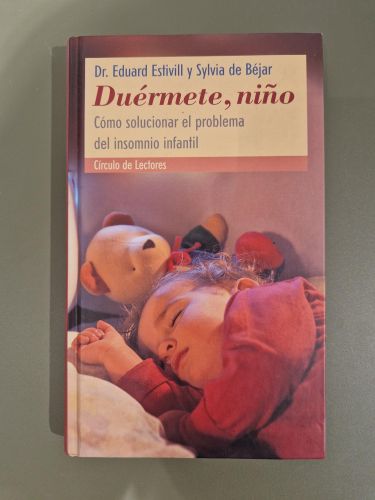 Dr. Eduard Estivill y Sylvia de Béjar
Duérmete, niño
Cómo solucionar el problema
del insomnio infantil
Círculo de Lectores